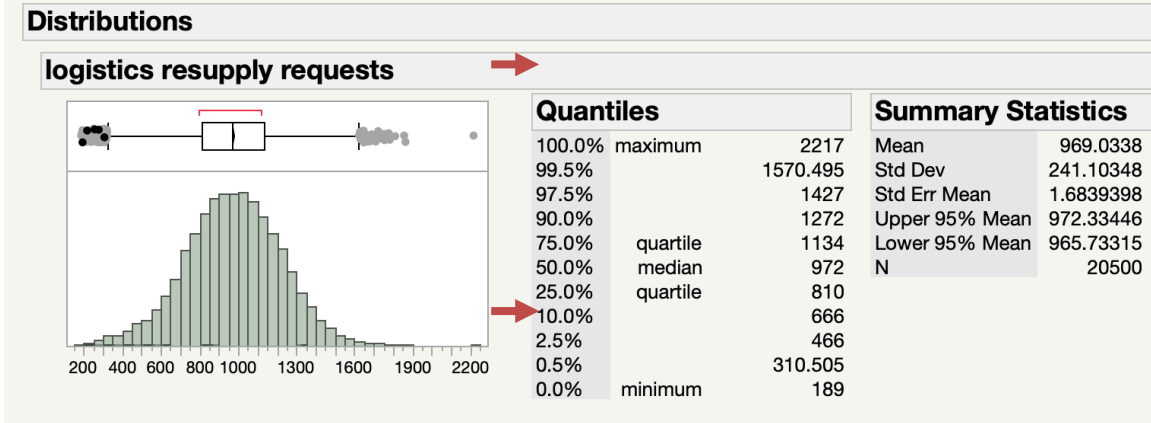 Distributions
logistics resupply requests
200 400 600 800 1000 1300 1600 1900 2200
Quantiles
100.0% maximum 2217
99.5% 1570.495
97.5% 1427
90.0% 1272
75.0% quartile 1134
50.0% median 972
25.0% quartile 810
10.0% 666
2.5% 466
0.5% 310.505
0.0% minimum 189
Summary Statistics
Mean 969.0338
Std Dev 241.10348
Std Err Mean 1.6839398
Upper 95% Mean 972.33446
Lower 95% Mean 965.73315
N 20500